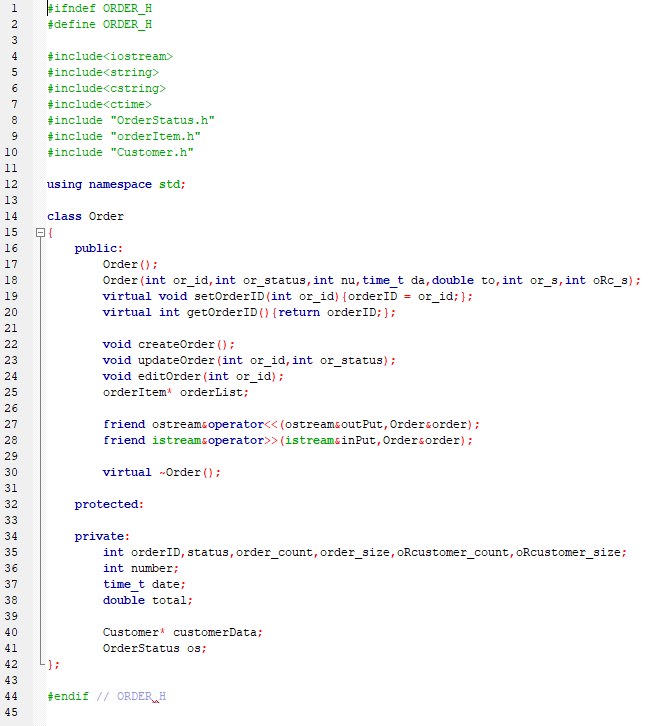 1 #ifndef ORDER_H
2 #define ORDER_H
3
4 #include<iostream>
5 #include<string>
6 #include<cstring>
7 #include<ctime>
8 #include "OrderStatus.h"
9 #include "orderItem.h"
10 #include "Customer.h"
11
12 using namespace std;
13
14 class Order
15 {
16 public:
17 Order();
18 Order(int or_id,int or_status,int nu,time_t da,double to,int or_s,int oRc_s);
19 virtual void setOrderID(int or_id){orderID = or_id;};
20 virtual int getOrderID(){return orderID;};
21
22 void createOrder();
23 void updateOrder(int or_id,int or_status);
24 void editOrder(int or_id);
25 orderItem* orderList;
26
27 friend ostream&operator<<(ostream&outPut,Order&order);
28 friend istream&operator>>(istream&inPut,Order&order);
29
30 virtual ~Order();
31
32 protected:
33
34 private:
35 int orderID,status,order_count,order_size,oRcustomer_count,oRcustomer_size;
36 int number;
37 time_t date;
38 double total;
39
40 Customer* customerData;
41 OrderStatus os;
42 };
43
44 #endif // ORDER_H
45